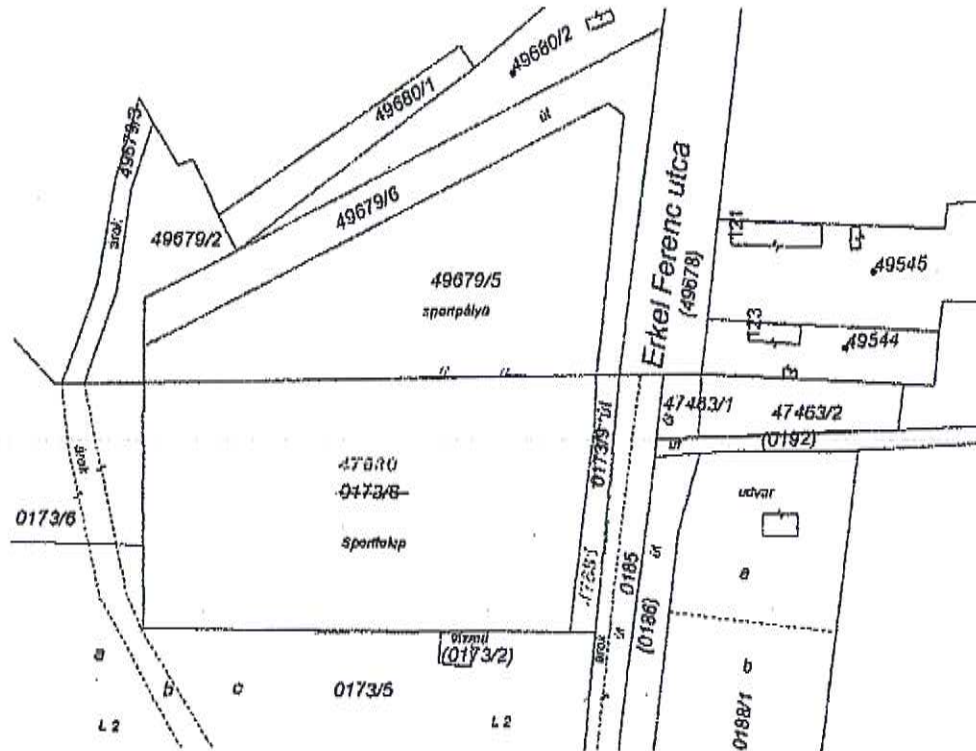 49680/2
49680/1
49679/3
út
49679/6
árok
49679/2
Erkel Ferenc utca
(49678)
121
49545
49679/5
sportpálya
123
49544
47463/1
47463/2
út
út
(0192)
0173/9
út
árok
47680
0173/8
udvar
0173/6
Sporttelep
a
0185
út
(0186)
(0173/2)
árok
út
a
b
c
0173/5
b
0188/1
L 2
L 2